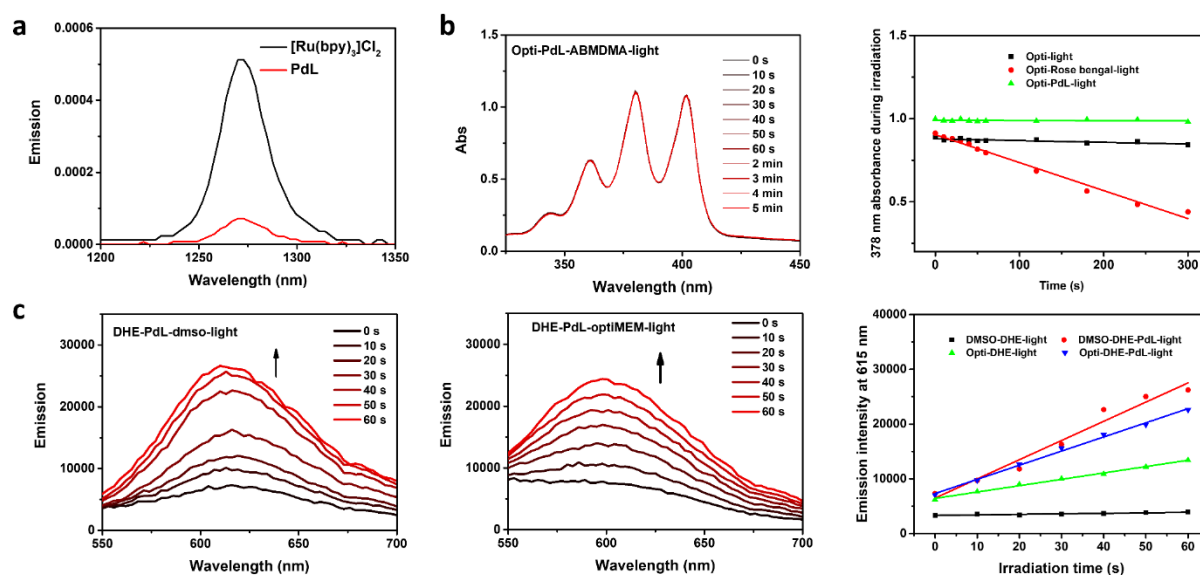 a
0.0006
0.0004
0.0002
0.0000
Emission
[Ru(bpy)₃]Cl₂
PdL
1200 1250 1300 1350
Wavelength (nm)
b
1.0
0.5
0.0
Abs
Opti-PdL-ABMDMA-light
0 s
10 s
20 s
30 s
40 s
50 s
60 s
2 min
3 min
4 min
5 min
350 400 450
Wavelength (nm)
1.5
1.0
0.5
378 nm absorbance during irradiation
Opti-light
Opti-Rose bengal-light
Opti-PdL-light
0 100 200 300
Time (s)
c
30000
20000
10000
0
Emission
DHE-PdL-dmso-light
0 s
10 s
20 s
30 s
40 s
50 s
60 s
550 600 650 700
Wavelength (nm)
30000
20000
10000
0
Emission
DHE-PdL-optiMEM-light
0 s
10 s
20 s
30 s
40 s
50 s
60 s
550 600 650 700
Wavelength (nm)
40000
30000
20000
10000
0
Emission intensity at 615 nm
DMSO-DHE-light DMSO-DHE-PdL-light
Opti-DHE-light Opti-DHE-PdL-light
0 10 20 30 40 50 60
Irradiation time (s)